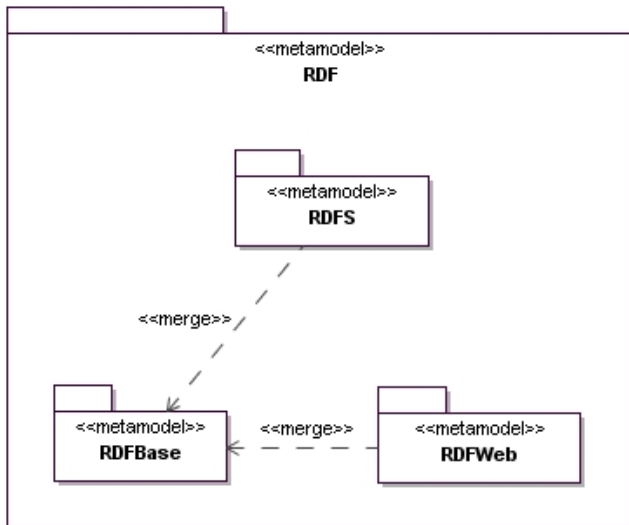 <<metamodel>>
RDF
<<metamodel>>
RDFS
<<merge>>
<<metamodel>>
RDFBase
<<merge>>
<<metamodel>>
RDFWeb